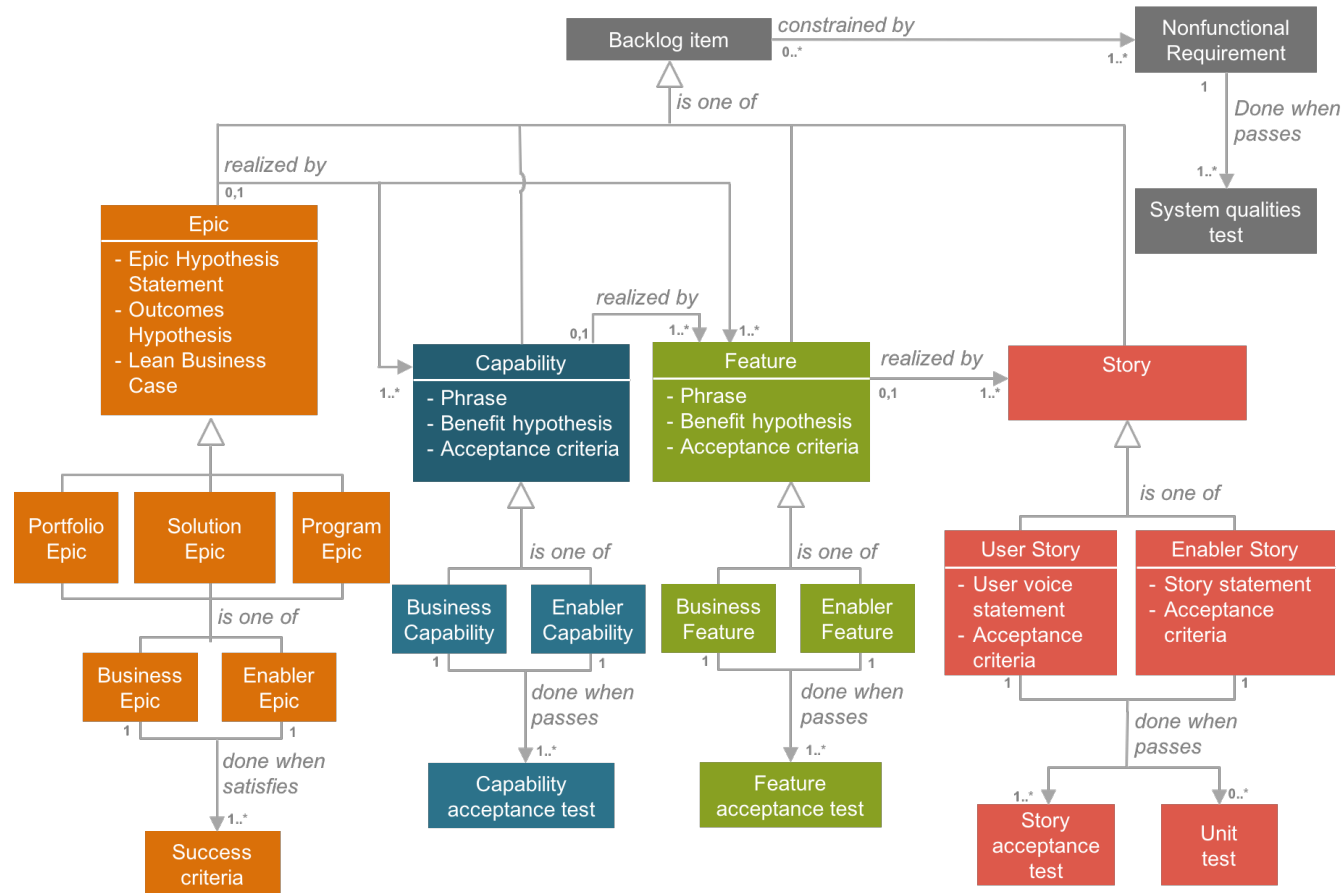 Backlog item
constrained by
0..*
1..*
Nonfunctional
Requirement
1
Done when
passes
1..*
System qualities
test
is one of
realized by
0,1
Epic
- Epic Hypothesis
Statement
- Outcomes
Hypothesis
- Lean Business
Case
1..*
realized by
0,1
1..*
1..*
Capability
- Phrase
- Benefit hypothesis
- Acceptance criteria
Feature
- Phrase
- Benefit hypothesis
- Acceptance criteria
realized by
0,1
1..*
Story
Portfolio
Epic
Solution
Epic
Program
Epic
is one of
Business
Epic
Enabler
Epic
1
1
done when
satisfies
1..*
Success
criteria
is one of
Business
Capability
Enabler
Capability
1
1
done when
passes
1..*
Capability
acceptance test
is one of
Business
Feature
Enabler
Feature
1
1
done when
passes
1..*
Feature
acceptance test
is one of
User Story
- User voice
statement
- Acceptance
criteria
Enabler Story
- Story statement
- Acceptance
criteria
1
1
done when
passes
1..*
0..*
Story
acceptance
test
Unit
test